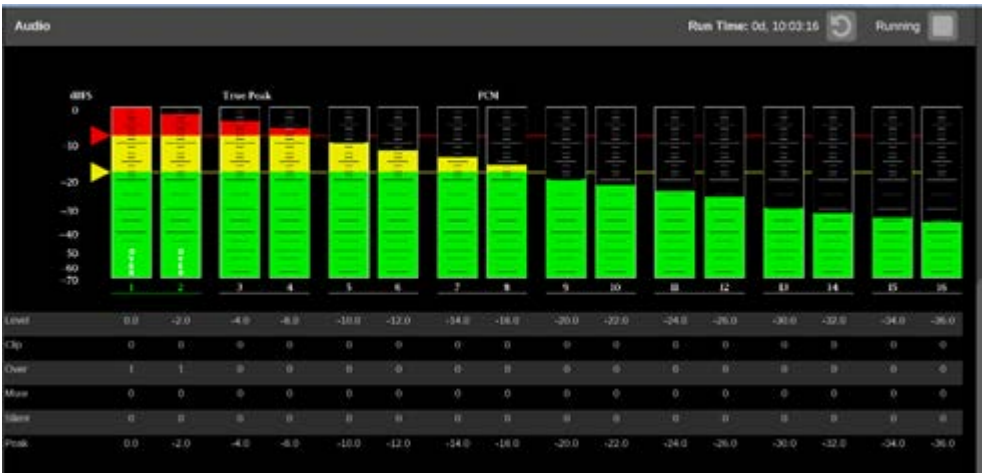 Audio Run Time: 0d, 10:03:16 Running
dBFS True Peak PCM
0
-10
-20
-30
-40
50
-60
-70
OVER OVER
1 2 3 4 5 6 7 8 9 10 11 12 13 14 15 16
Level 0.0 -2.0 -4.0 -6.0 -10.0 -12.0 -14.0 -16.0 -20.0 -22.0 -24.0 -26.0 -30.0 -32.0 -34.0 -36.0
Clip 0 0 0 0 0 0 0 0 0 0 0 0 0 0 0 0
Over 1 1 0 0 0 0 0 0 0 0 0 0 0 0 0 0
Mute 0 0 0 0 0 0 0 0 0 0 0 0 0 0 0 0
Silent 0 0 0 0 0 0 0 0 0 0 0 0 0 0 0 0
Peak 0.0 -2.0 -4.0 -6.0 -10.0 -12.0 -14.0 -16.0 -20.0 -22.0 -24.0 -26.0 -30.0 -32.0 -34.0 -36.0